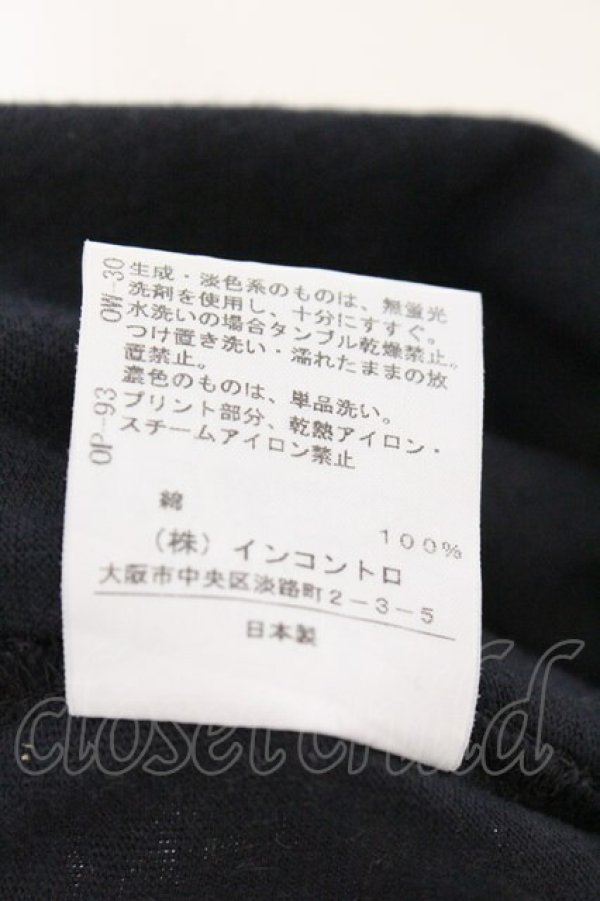 生成・淡色系のものは、無蛍光
洗剤を使用し、十分にすすぐ。
水洗いの場合タンブル乾燥禁止。
つけ置き洗い・濡れたままの放
置禁止。
濃色のものは、単品洗い。
プリント部分、乾熱アイロン・
スチームアイロン禁止
OP-93 OW-30
綿 100%
(株) インコントロ
大阪市中央区淡路町2-3-5
日本製
closet child